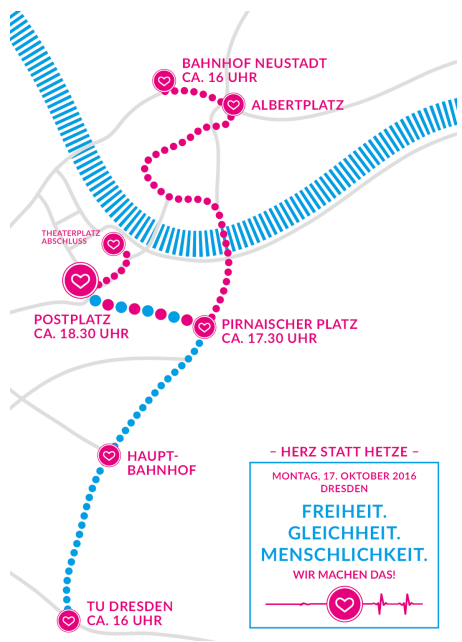 BAHNHOF NEUSTADT
CA. 16 UHR
ALBERTPLATZ
THEATERPLATZ
ABSCHLUSS
POSTPLATZ
CA. 18.30 UHR
PIRNAISCHER PLATZ
CA. 17.30 UHR
HAUPT-
BAHNHOF
TU DRESDEN
CA. 16 UHR
– HERZ STATT HETZE –
MONTAG, 17. OKTOBER 2016
DRESDEN
FREIHEIT.
GLEICHHEIT.
MENSCHLICHKEIT.
WIR MACHEN DAS!